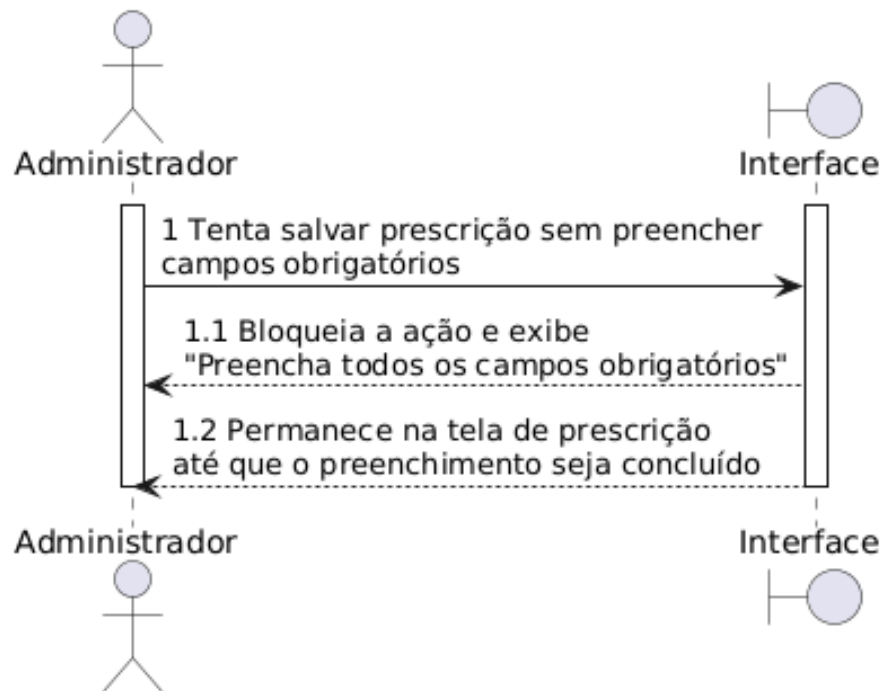 Administrador
Interface
1 Tenta salvar prescrição sem preencher
campos obrigatórios
1.1 Bloqueia a ação e exibe
"Preencha todos os campos obrigatórios"
1.2 Permanece na tela de prescrição
até que o preenchimento seja concluído
Administrador
Interface